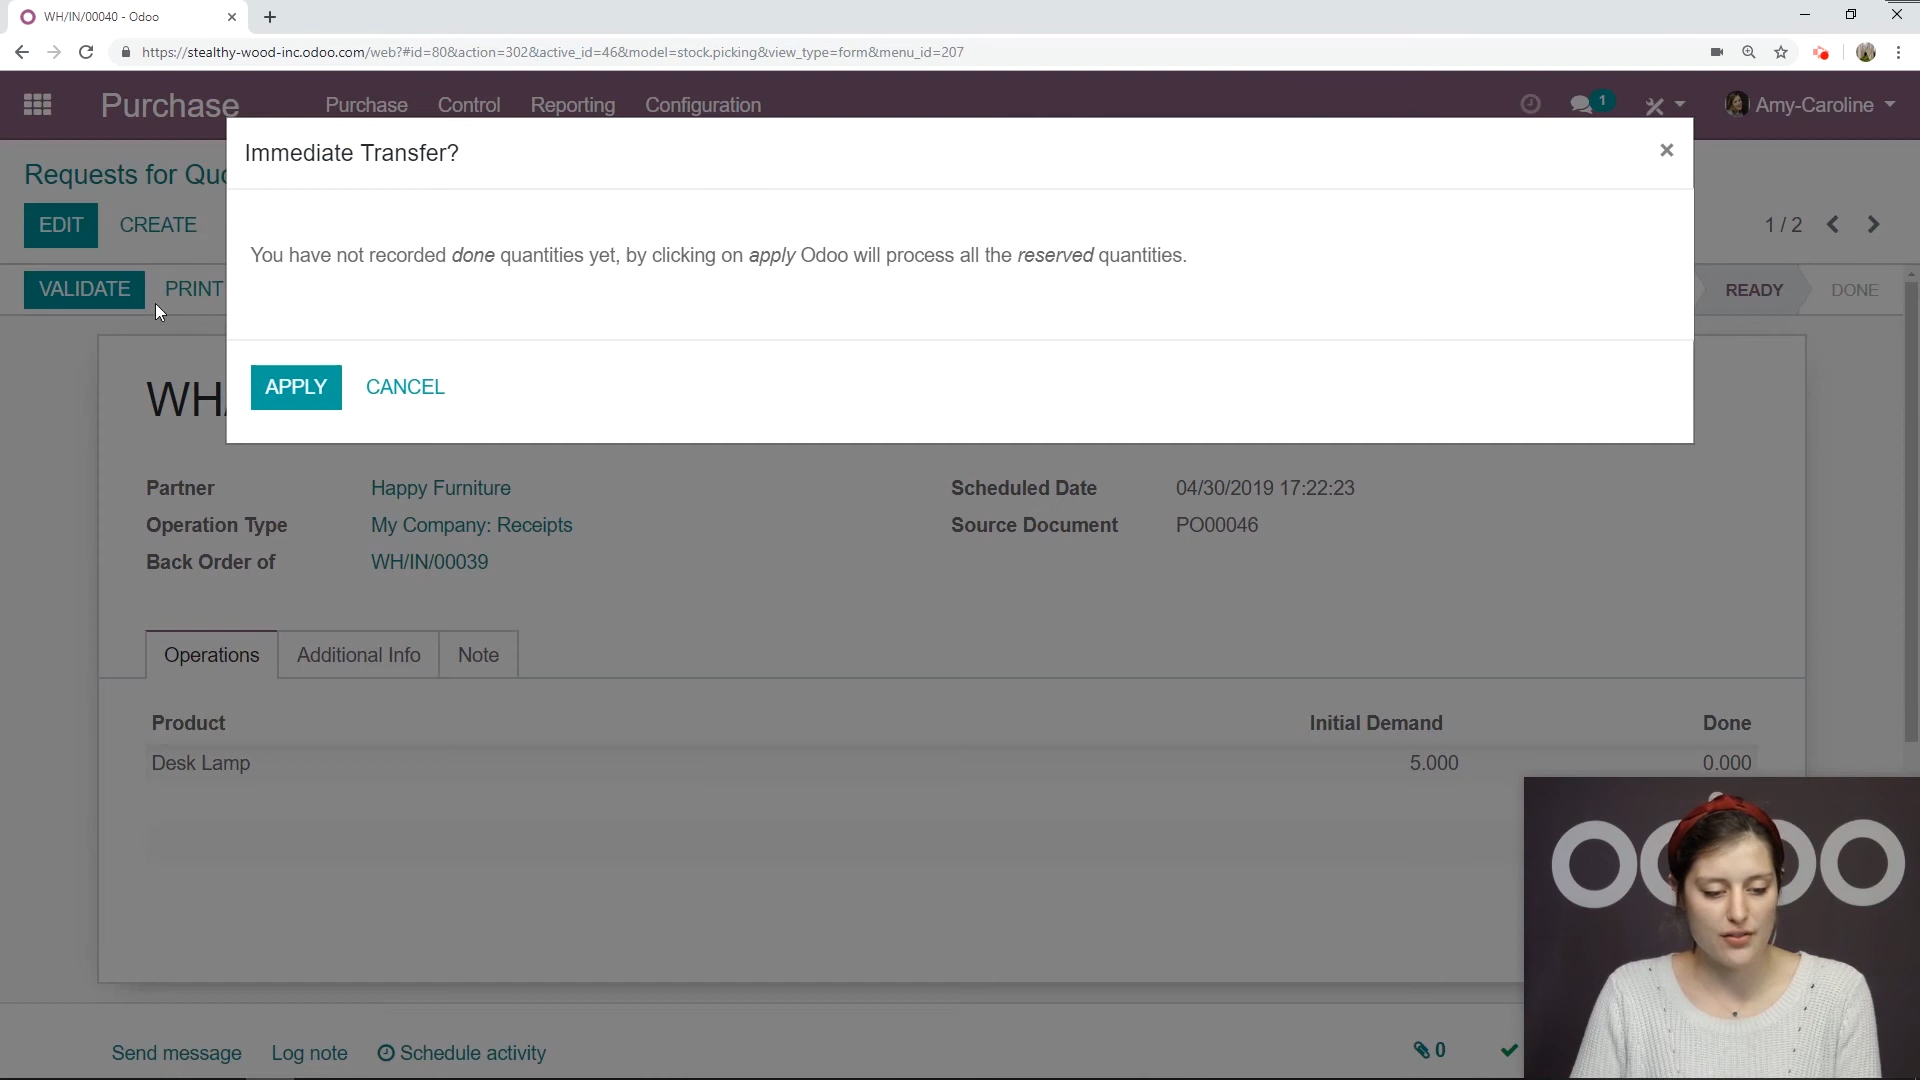 WH/IN/00040 - Odoo
https://stealthy-wood-inc.odoo.com/web?#id=80&action=302&active_id=46&model=stock.picking&view_type=form&menu_id=207
Purchase Purchase Control Reporting Configuration 1 Amy-Caroline
Immediate Transfer?
Requests for Quo
EDIT CREATE 1 / 2
You have not recorded done quantities yet, by clicking on apply Odoo will process all the reserved quantities.
VALIDATE PRINT READY DONE
APPLY CANCEL
WH/
Partner Happy Furniture Scheduled Date 04/30/2019 17:22:23
Operation Type My Company: Receipts Source Document PO00046
Back Order of WH/IN/00039
Operations Additional Info Note
Product Initial Demand Done
Desk Lamp 5.000 0.000
odoo
Send message Log note Schedule activity 0